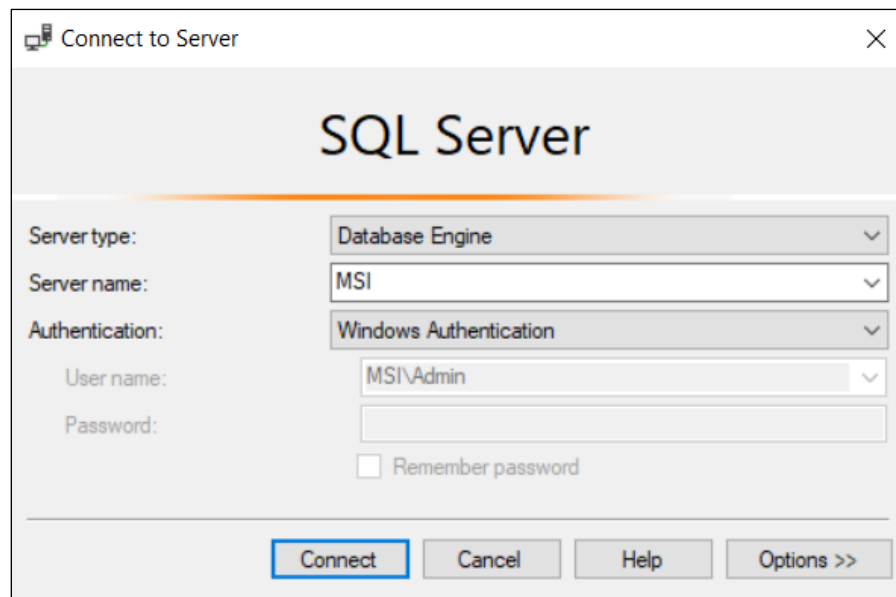 Connect to Server
SQL Server
Server type: Database Engine
Server name: MSI
Authentication: Windows Authentication
User name: MSI\Admin
Password:
Remember password
Connect Cancel Help Options >>